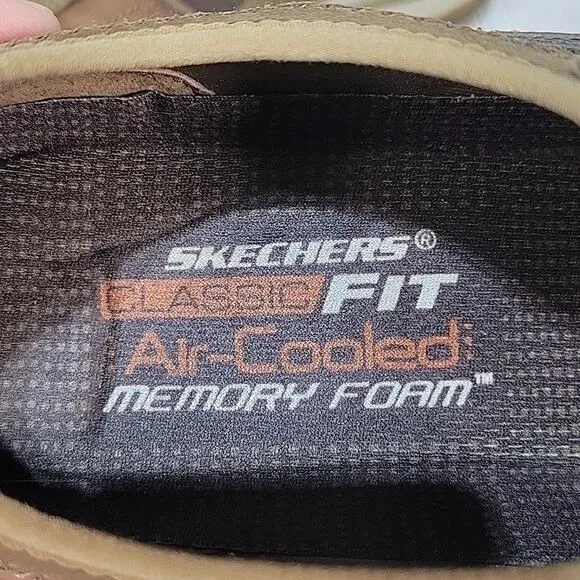 SKECHERS®
CLASSIC FIT
Air-Cooled
MEMORY FOAM™